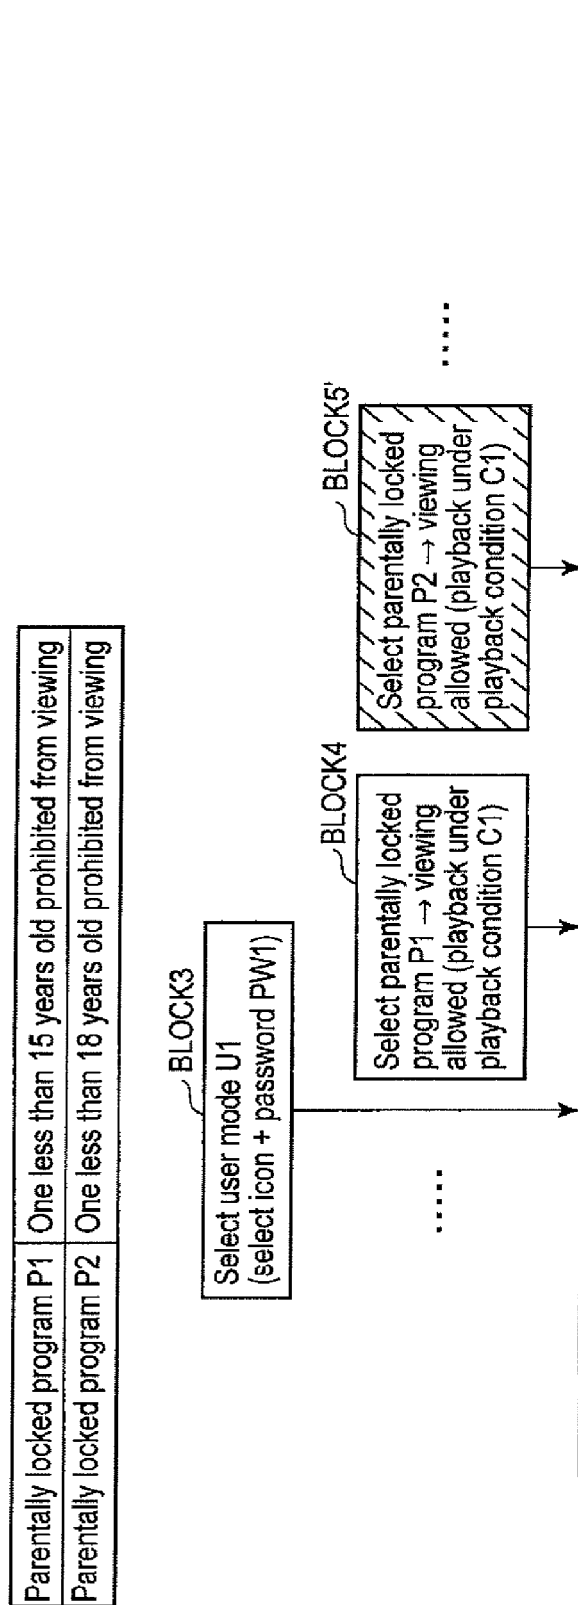 Parentally locked program P1 One less than 15 years old prohibited from viewing
Parentally locked program P2 One less than 18 years old prohibited from viewing
BLOCK3
Select user mode U1
(select icon + password PW1)
BLOCK4
Select parentally locked
program P1 → viewing
allowed (playback under
playback condition C1)
BLOCK5'
Select parentally locked
program P2 → viewing
allowed (playback under
playback condition C1)
.....
.....